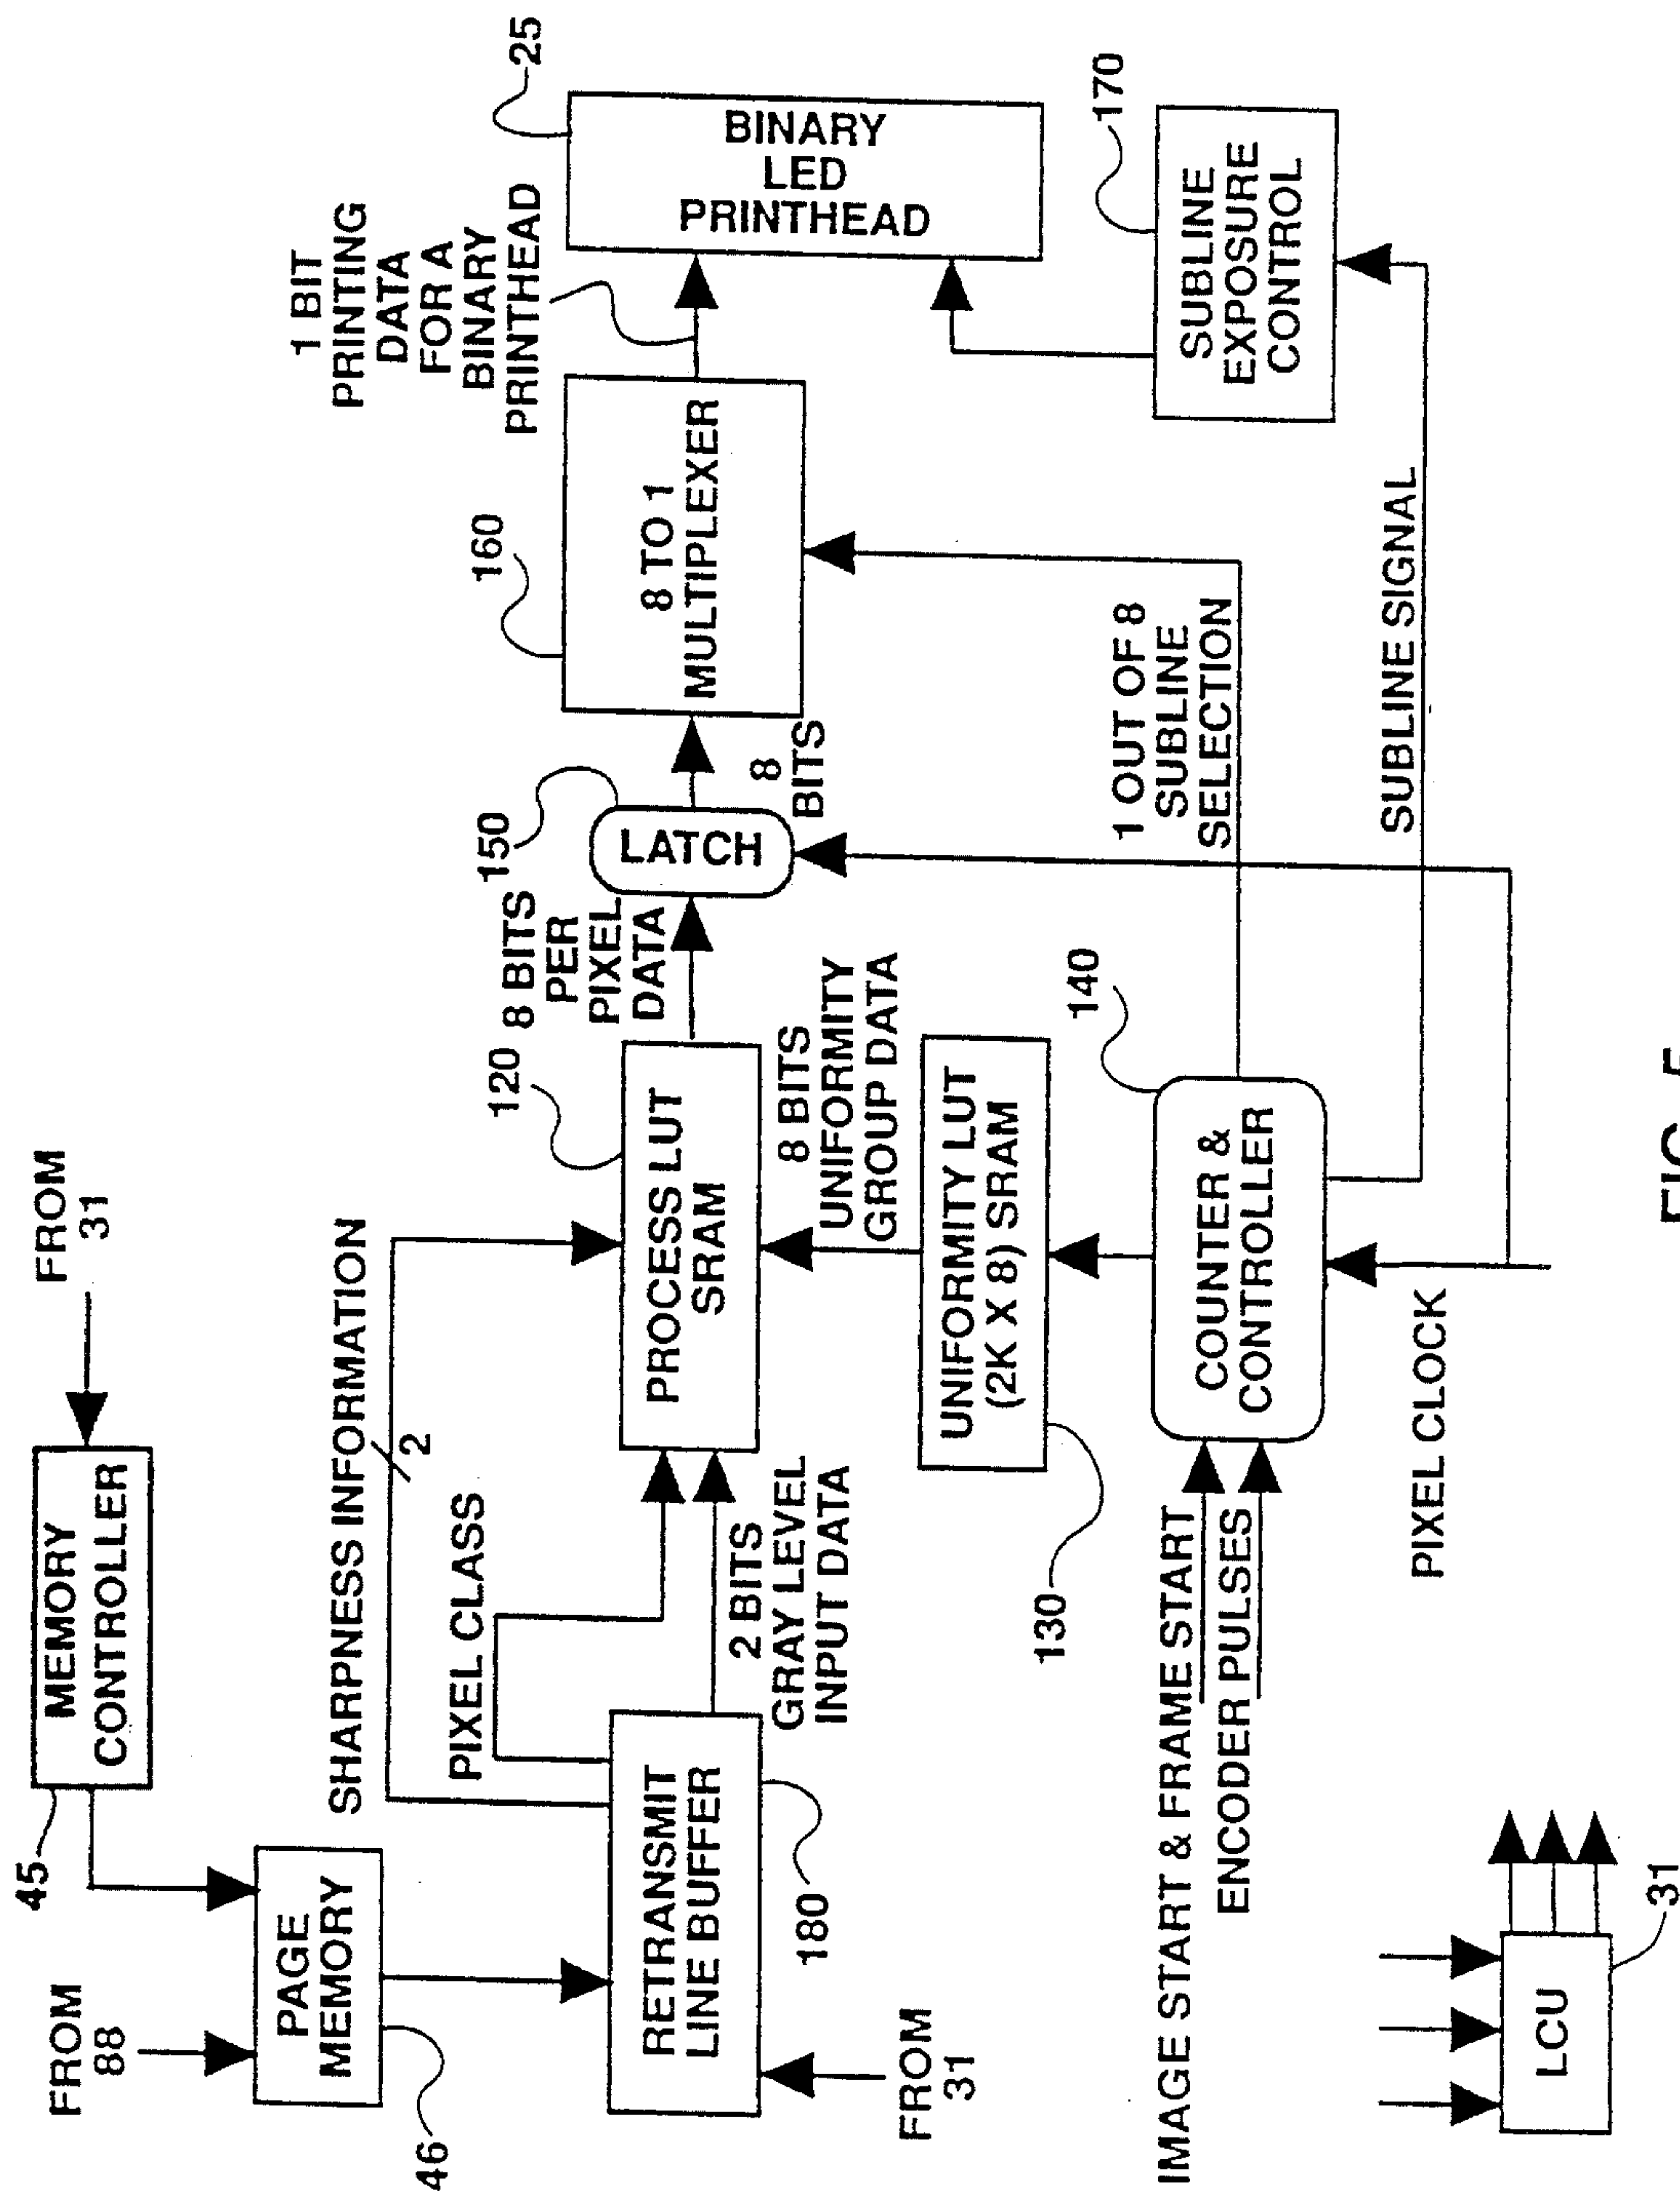 FROM
31
MEMORY
CONTROLLER
45
FROM
88
PAGE
MEMORY
46
SHARPNESS INFORMATION
2
PIXEL CLASS
RETRANSMIT
LINE BUFFER
180
FROM
31
2 BITS
GRAY LEVEL
INPUT DATA
PROCESS LUT
SRAM
120
8 BITS
PER
PIXEL
DATA
LATCH
150
8
BITS
8 TO 1
MULTIPLEXER
160
1 BIT
PRINTING
DATA
FOR A
BINARY
PRINTHEAD
BINARY
LED
PRINTHEAD
25
8 BITS
UNIFORMITY
GROUP DATA
UNIFORMITY LUT
(2K X 8) SRAM
130
IMAGE START & FRAME START
ENCODER PULSES
COUNTER &
CONTROLLER
140
PIXEL CLOCK
1 OUT OF 8
SUBLINE
SELECTION
SUBLINE SIGNAL
SUBLINE
EXPOSURE
CONTROL
170
LCU
31